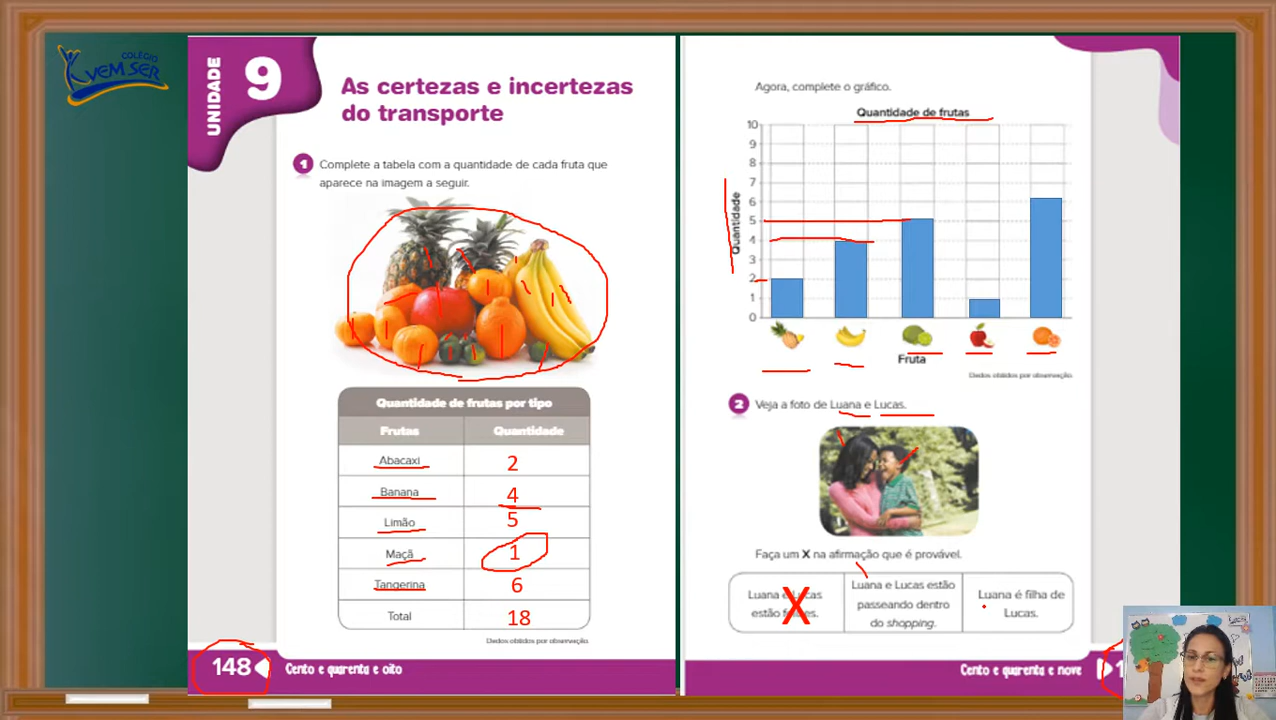 COLÉGIO
VEM SER
UNIDADE
9
As certezas e incertezas
do transporte
1 Complete a tabela com a quantidade de cada fruta que
aparece na imagem a seguir.
Quantidade de frutas por tipo
Frutas Quantidade
Abacaxi 2
Banana 4
Limão 5
Maçã 1
Tangerina 6
Total 18
Dados obtidos por observação.
148 Cento e quarenta e oito
Agora, complete o gráfico.
Quantidade de frutas
Quantidade
10
9
8
7
6
5
4
3
2
1
0
Fruta
Dados obtidos por observação.
2 Veja a foto de Luana e Lucas.
Faça um X na afirmação que é provável.
Luana e Lucas
estão felizes.
X
Luana e Lucas estão
passeando dentro
do shopping.
Luana é filha de
Lucas.
Cento e quarenta e nove